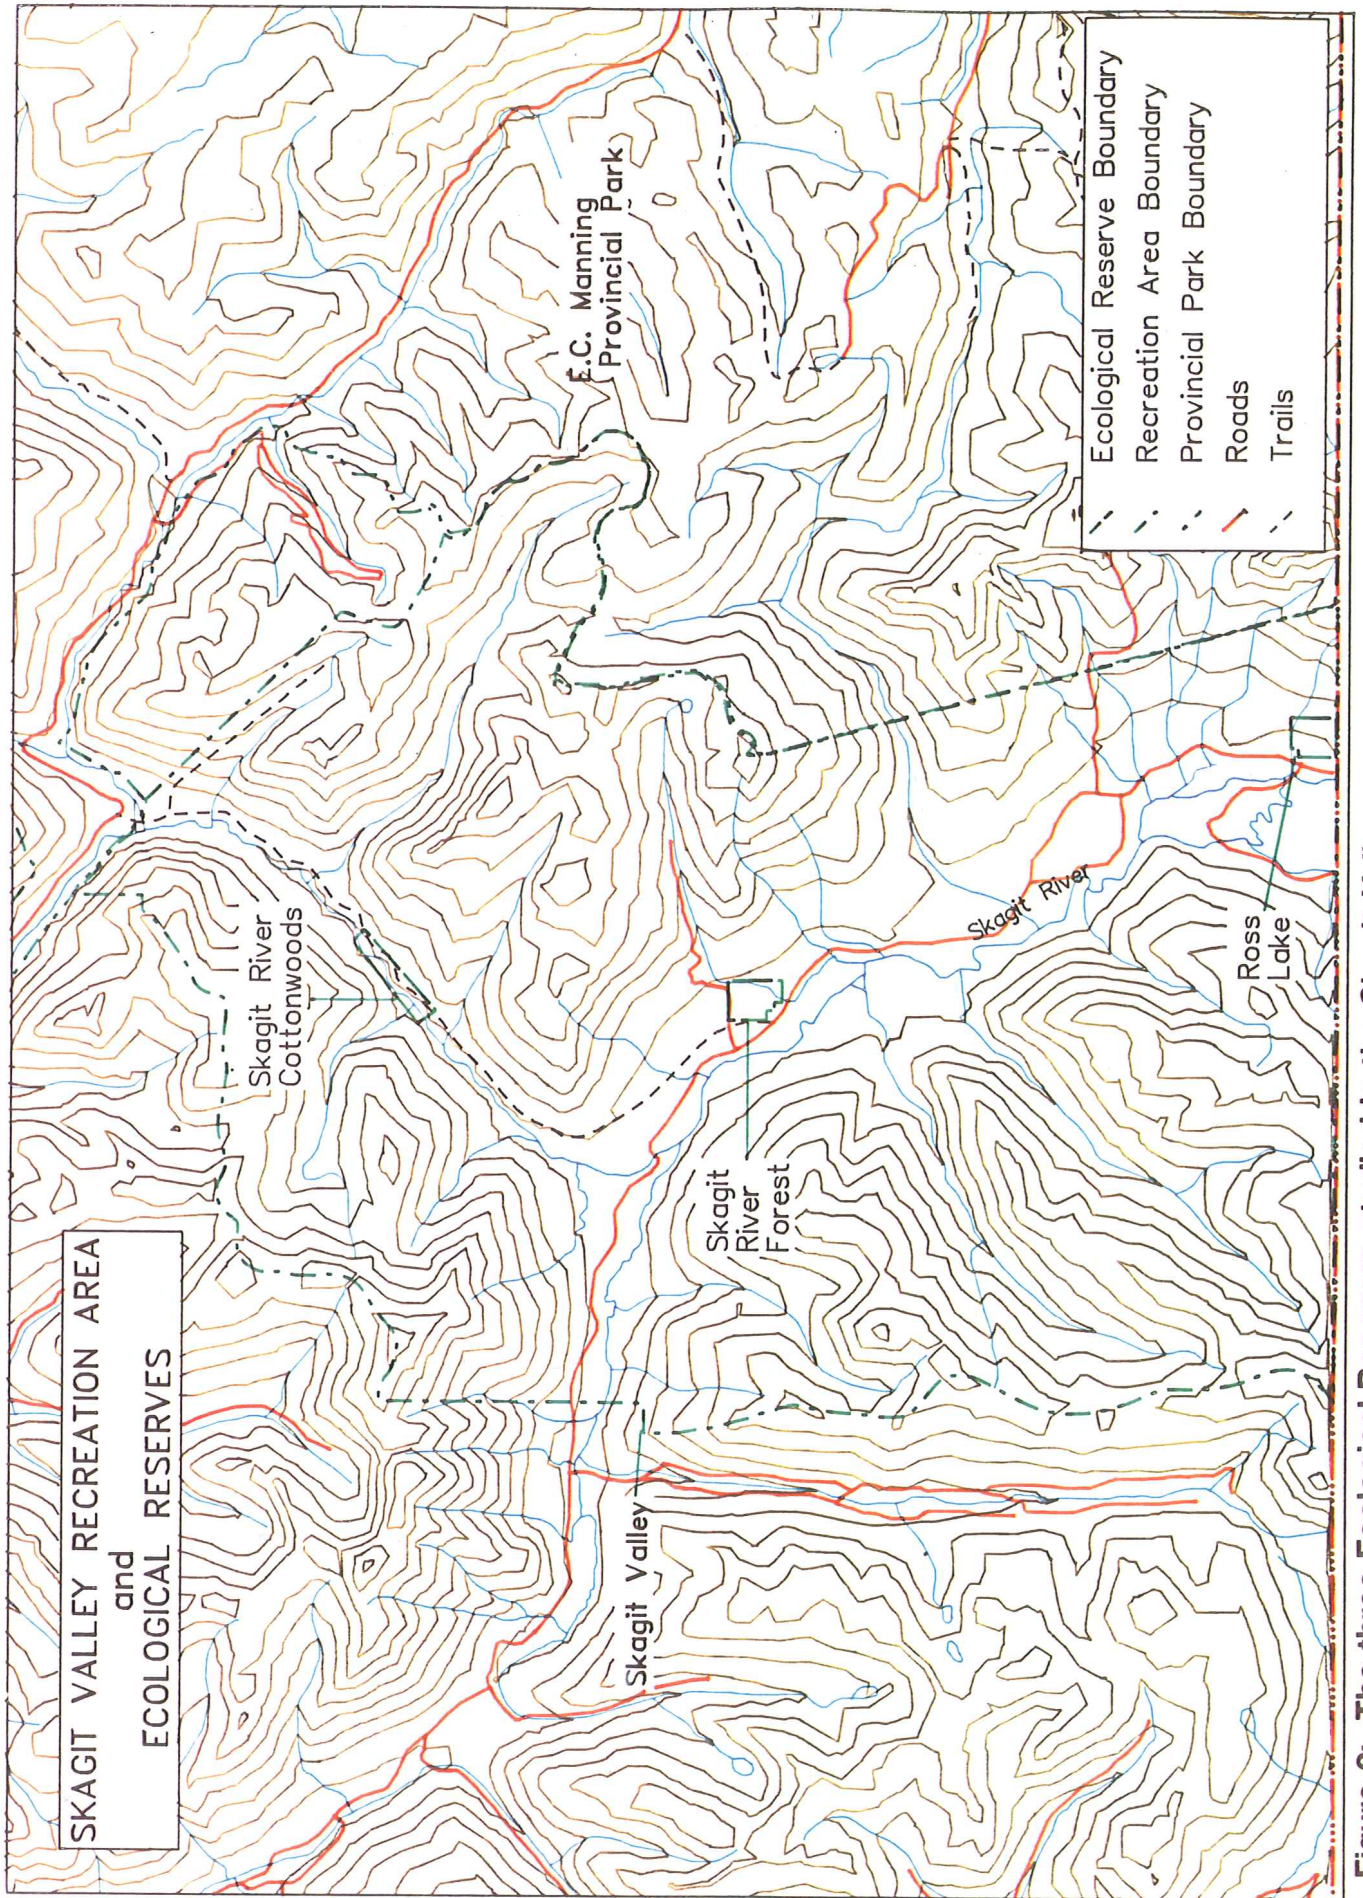 SKAGIT VALLEY RECREATION AREA
and
ECOLOGICAL RESERVES
Skagit River
Cottonwoods
E.C. Manning
Provincial Park
Skagit
River
Forest
Skagit Valley
Skagit River
Ross
Lake
Ecological Reserve Boundary
Recreation Area Boundary
Provincial Park Boundary
Roads
Trails